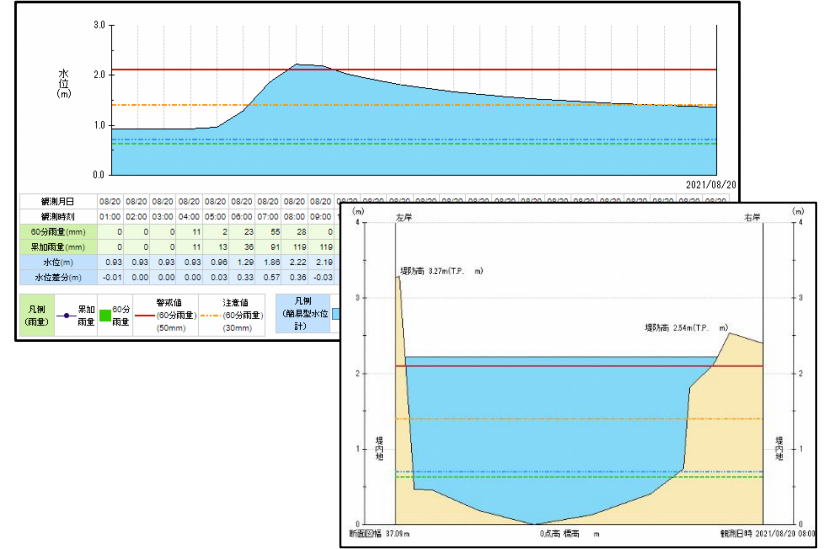 3.0
水位
(m)
2.0
1.0
0.0
2021/08/20
観測月日 08/20 08/20 08/20 08/20 08/20 08/20 08/20 08/20 08/20
観測時刻 01:00 02:00 03:00 04:00 05:00 06:00 07:00 08:00 09:00
60分雨量(mm) 0 0 0 11 2 23 55 28 0
累加雨量(mm) 0 0 0 11 13 36 91 119 119
水位(m) 0.93 0.93 0.93 0.93 0.96 1.29 1.86 2.22 2.19
水位差分(m) -0.01 0.00 0.00 0.00 0.03 0.33 0.57 0.36 -0.03
凡例
(雨量)
累加
雨量
60分
雨量
警戒値
(60分雨量)
(50mm)
注意値
(60分雨量)
(30mm)
凡例
(簡易型水位
計)
(m) 左岸 右岸 (m)
4 4
堤防高 3.27m(T.P. m)
3 3
堤防高 2.54m(T.P. m)
2 2
堤内地 堤内地
1 1
0 0
断面図幅 37.09m 0点高 標高 m 観測日時 2021/08/20 08:00